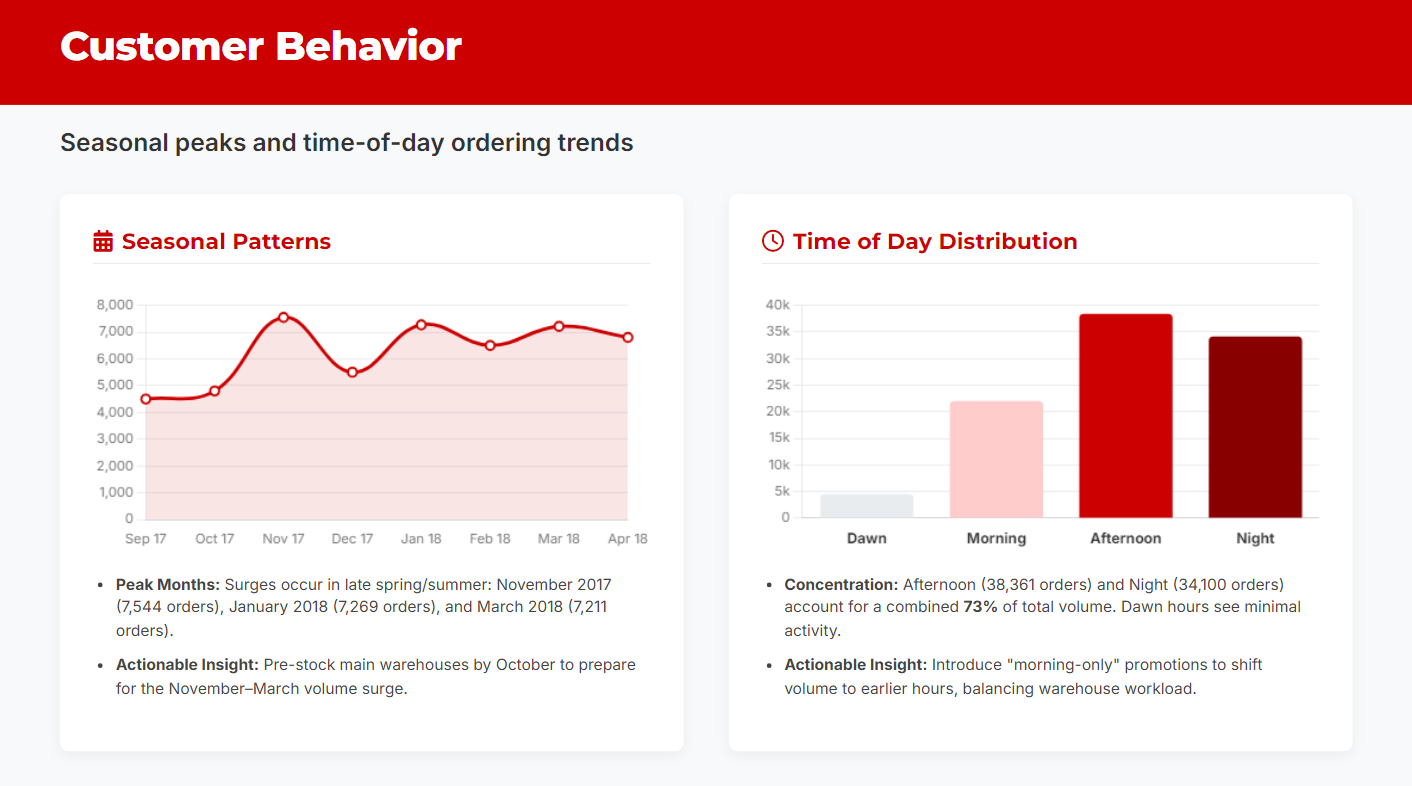 Customer Behavior
Seasonal peaks and time-of-day ordering trends
Seasonal Patterns
8,000
7,000
6,000
5,000
4,000
3,000
2,000
1,000
0
Sep 17 Oct 17 Nov 17 Dec 17 Jan 18 Feb 18 Mar 18 Apr 18
• Peak Months: Surges occur in late spring/summer: November 2017
(7,544 orders), January 2018 (7,269 orders), and March 2018 (7,211
orders).
• Actionable Insight: Pre-stock main warehouses by October to prepare
for the November–March volume surge.
Time of Day Distribution
40k
35k
30k
25k
20k
15k
10k
5k
0
Dawn Morning Afternoon Night
• Concentration: Afternoon (38,361 orders) and Night (34,100 orders)
account for a combined 73% of total volume. Dawn hours see minimal
activity.
• Actionable Insight: Introduce "morning-only" promotions to shift
volume to earlier hours, balancing warehouse workload.